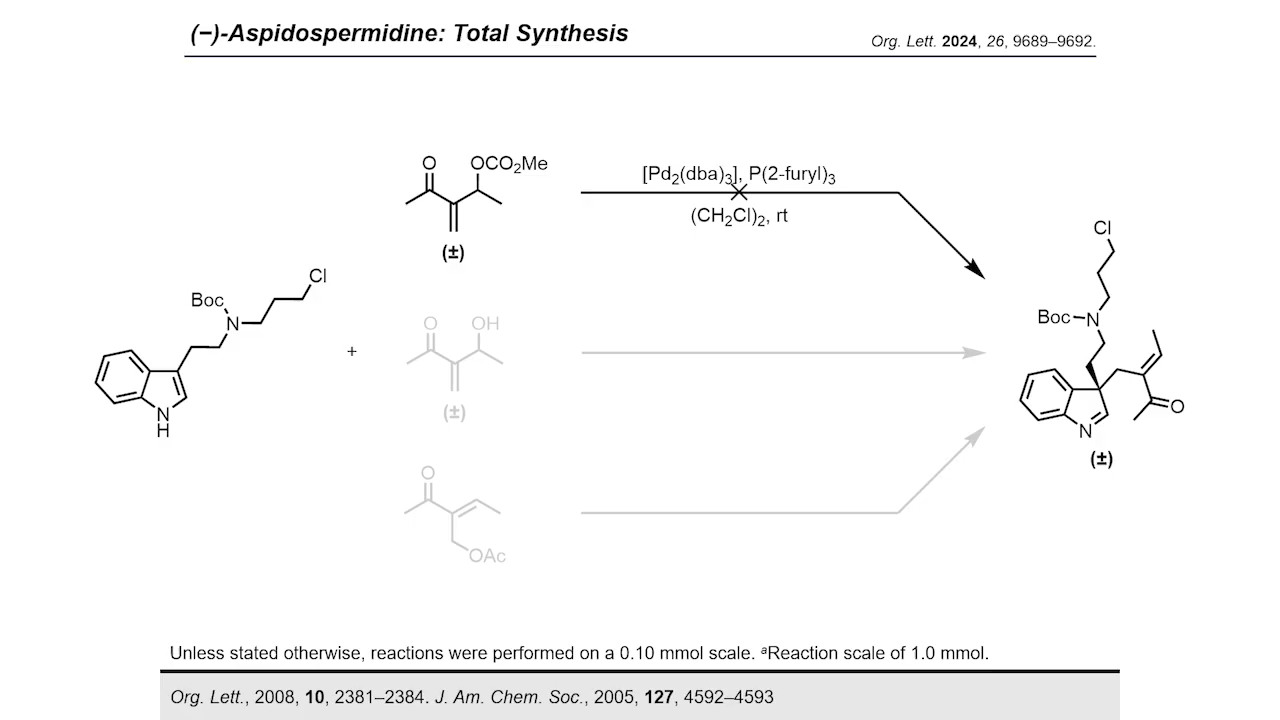 (−)-Aspidospermidine: Total Synthesis
Org. Lett. 2024, 26, 9689–9692.
O
OCO₂Me
(±)
[Pd₂(dba)₃], P(2-furyl)₃
(CH₂Cl)₂, rt
Cl
Boc
N
N
H
+
O
OH
(±)
O
OAc
Cl
Boc
N
N
O
(±)
Unless stated otherwise, reactions were performed on a 0.10 mmol scale. ᵃReaction scale of 1.0 mmol.
Org. Lett., 2008, 10, 2381–2384. J. Am. Chem. Soc., 2005, 127, 4592–4593